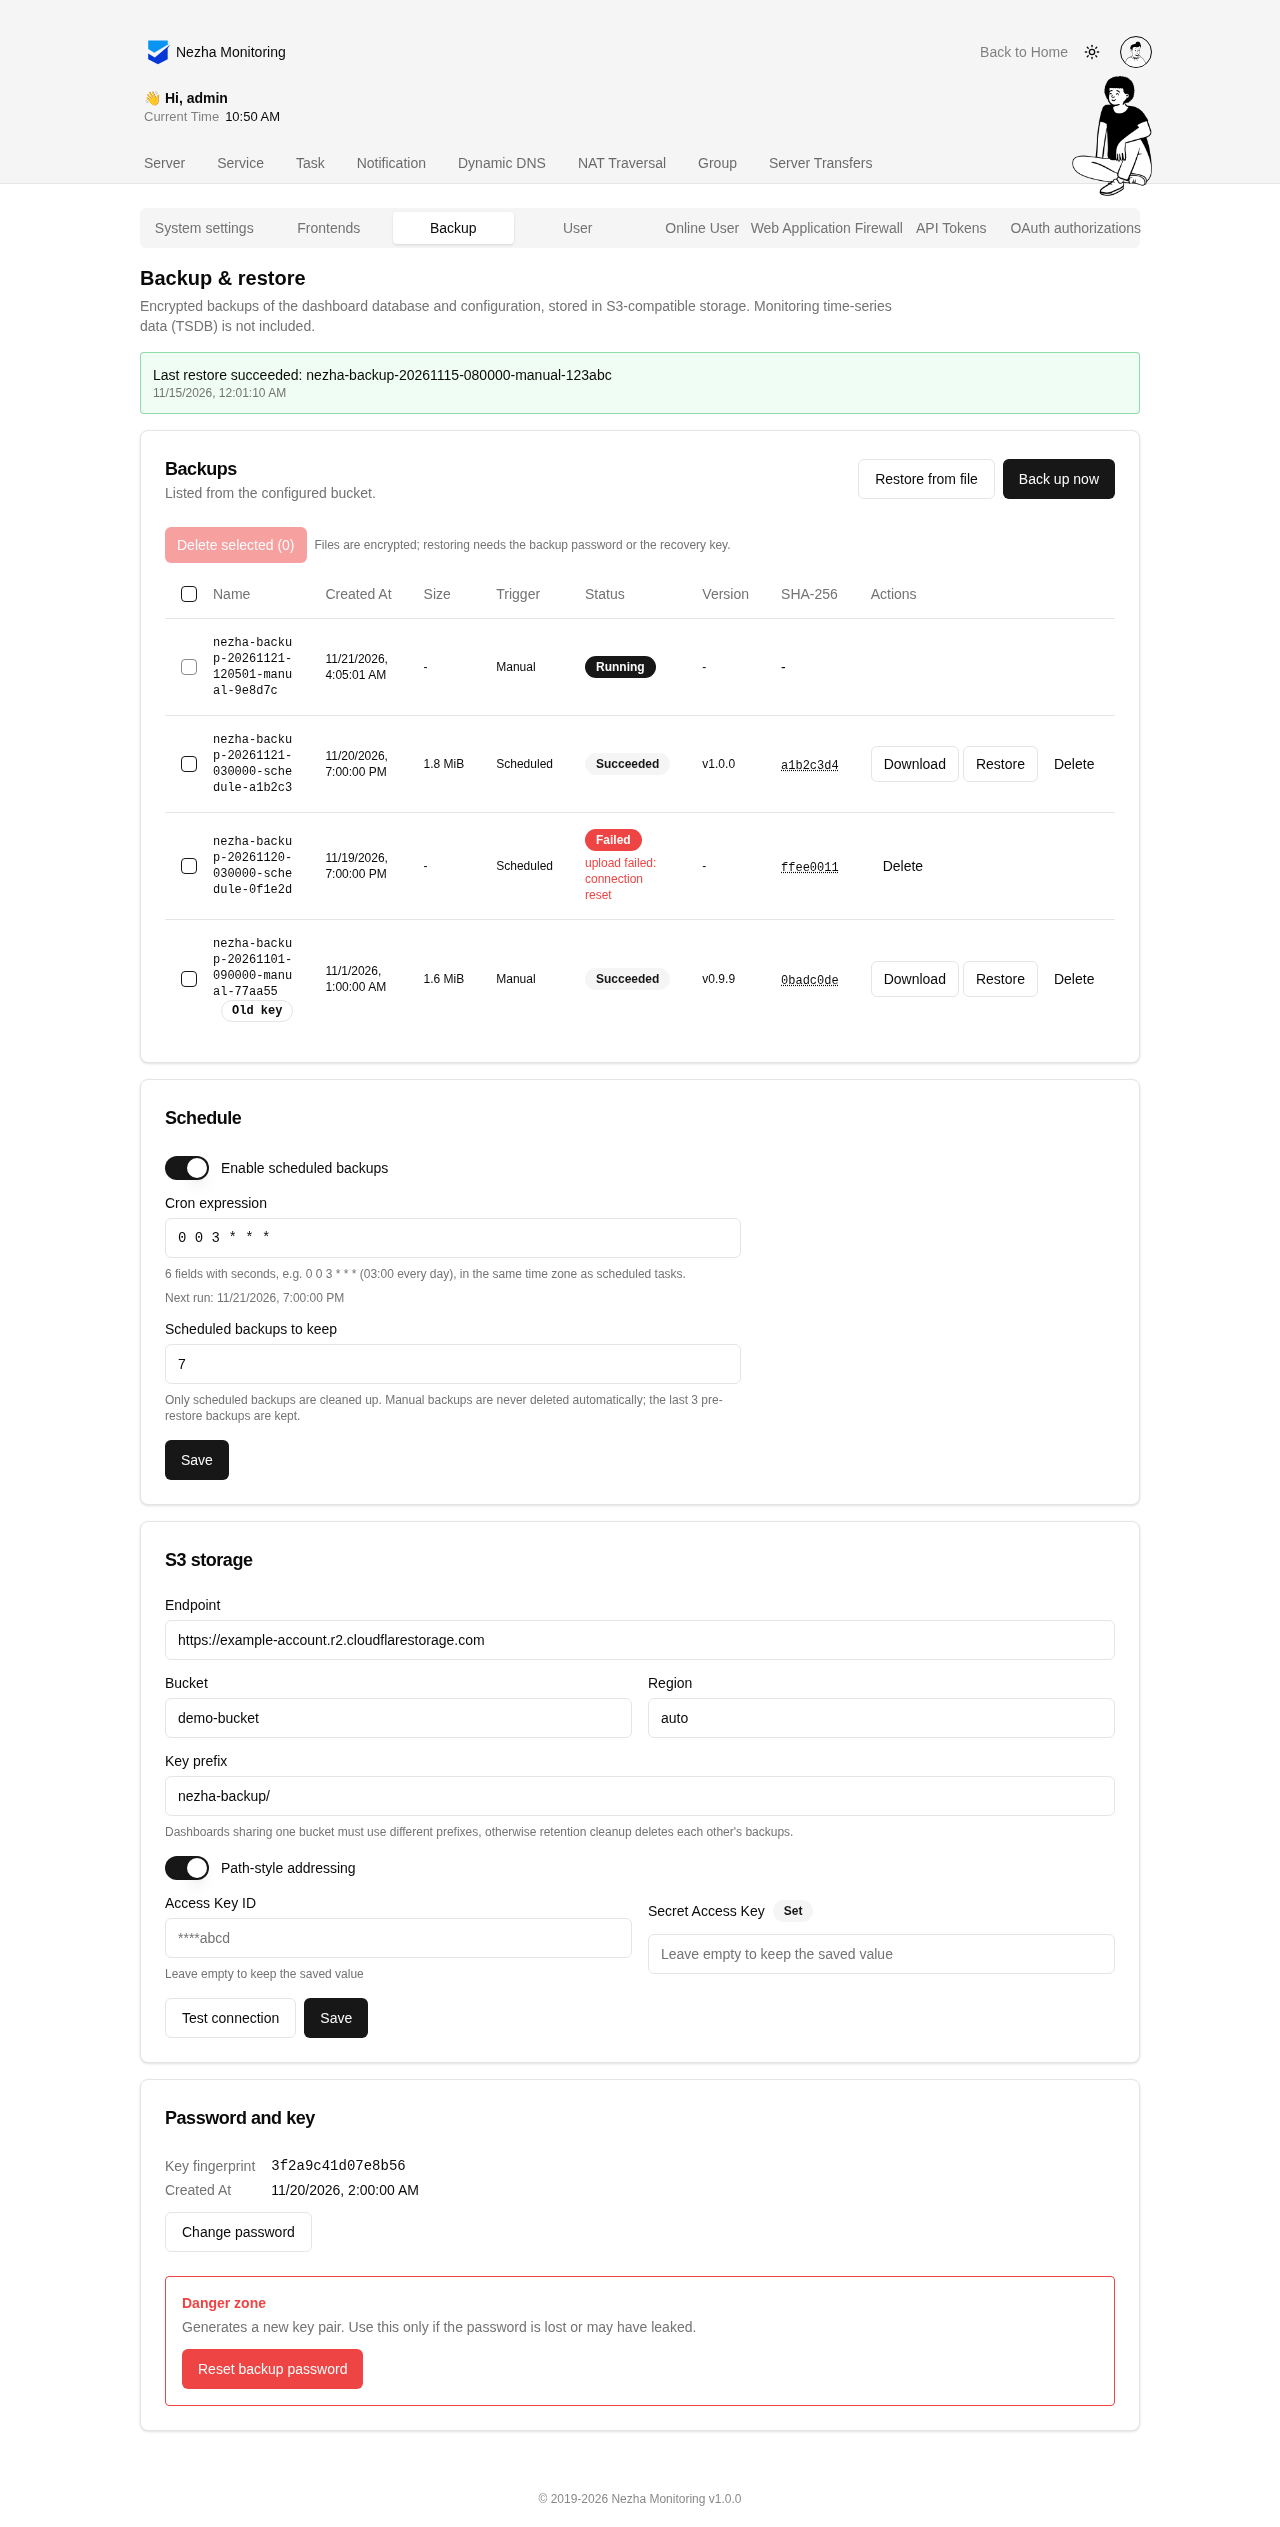 Nezha Monitoring
Back to Home
👋 Hi, admin
Current Time 10:50 AM
Server Service Task Notification Dynamic DNS NAT Traversal Group Server Transfers
System settings Frontends Backup User Online User Web Application Firewall API Tokens OAuth authorizations
Backup & restore
Encrypted backups of the dashboard database and configuration, stored in S3-compatible storage. Monitoring time-series
data (TSDB) is not included.
Last restore succeeded: nezha-backup-20261115-080000-manual-123abc
11/15/2026, 12:01:10 AM
Backups
Listed from the configured bucket.
Restore from file Back up now
Delete selected (0) Files are encrypted; restoring needs the backup password or the recovery key.
Name Created At Size Trigger Status Version SHA-256 Actions
nezha-backu
p-20261121-
120501-manu
al-9e8d7c
11/21/2026,
4:05:01 AM
- Manual Running - -
nezha-backu
p-20261121-
030000-sche
dule-a1b2c3
11/20/2026,
7:00:00 PM
1.8 MiB Scheduled Succeeded v1.0.0 a1b2c3d4 Download Restore Delete
nezha-backu
p-20261120-
030000-sche
dule-0f1e2d
11/19/2026,
7:00:00 PM
- Scheduled Failed
upload failed:
connection
reset
- ffee0011 Delete
nezha-backu
p-20261101-
090000-manu
al-77aa55
Old key
11/1/2026,
1:00:00 AM
1.6 MiB Manual Succeeded v0.9.9 0badc0de Download Restore Delete
Schedule
Enable scheduled backups
Cron expression
0 0 3 * * *
6 fields with seconds, e.g. 0 0 3 * * * (03:00 every day), in the same time zone as scheduled tasks.
Next run: 11/21/2026, 7:00:00 PM
Scheduled backups to keep
7
Only scheduled backups are cleaned up. Manual backups are never deleted automatically; the last 3 pre-
restore backups are kept.
Save
S3 storage
Endpoint
https://example-account.r2.cloudflarestorage.com
Bucket Region
demo-bucket auto
Key prefix
nezha-backup/
Dashboards sharing one bucket must use different prefixes, otherwise retention cleanup deletes each other's backups.
Path-style addressing
Access Key ID
****abcd
Leave empty to keep the saved value
Secret Access Key Set
Leave empty to keep the saved value
Test connection Save
Password and key
Key fingerprint 3f2a9c41d07e8b56
Created At 11/20/2026, 2:00:00 AM
Change password
Danger zone
Generates a new key pair. Use this only if the password is lost or may have leaked.
Reset backup password
© 2019-2026 Nezha Monitoring v1.0.0